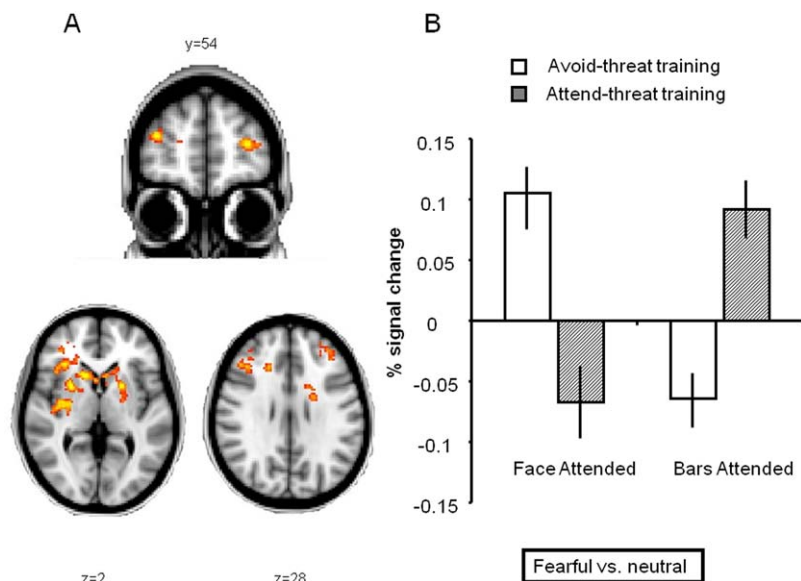 A
y=54
z=2
z=28
B
Avoid-threat training
Attend-threat training
% signal change
0.1
0.05
0
-0.05
-0.1
-0.15
Face Attended
Bars Attended
Fearful vs. neutral
0.15